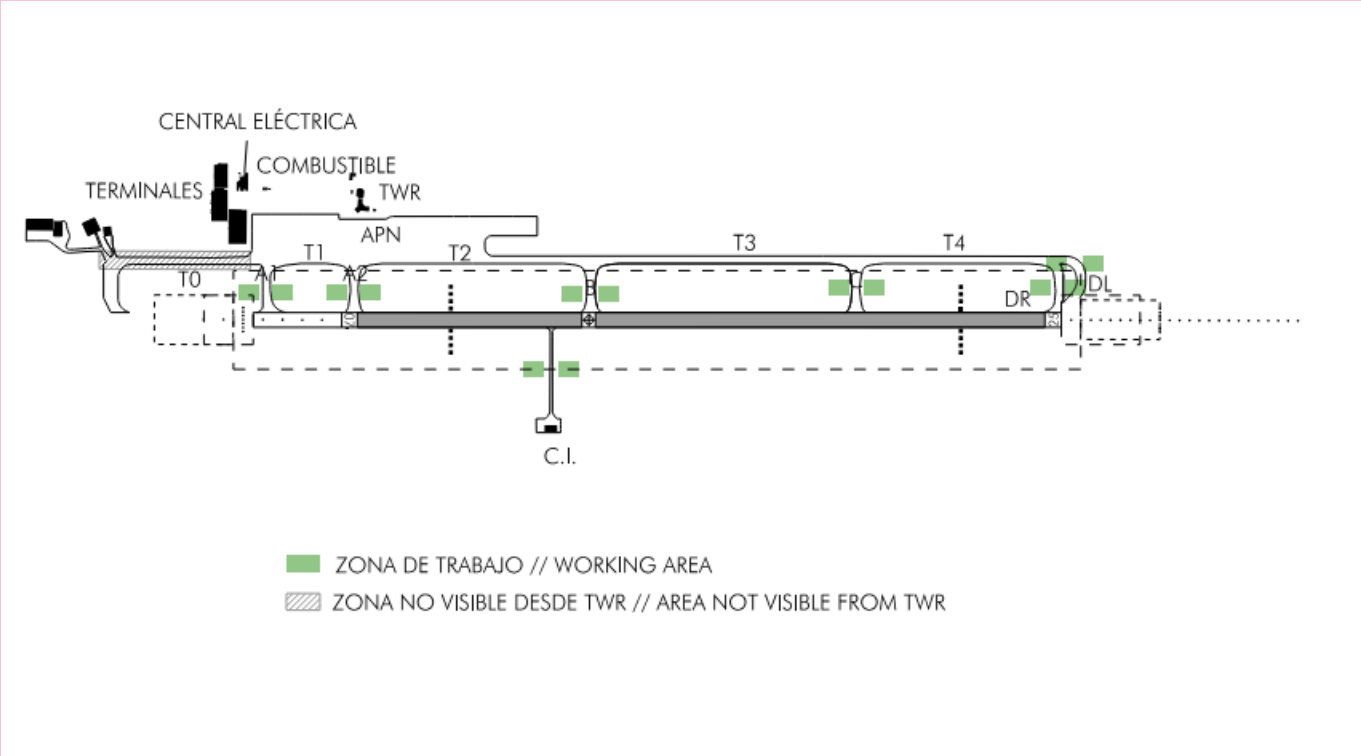 CENTRAL ELÉCTRICA
COMBUSTIBLE
TERMINALES
TWR
APN
T1
T2
T3
T4
T0
A1
A2
B
C
DL
DR
25
C.I.
ZONA DE TRABAJO // WORKING AREA
ZONA NO VISIBLE DESDE TWR // AREA NOT VISIBLE FROM TWR